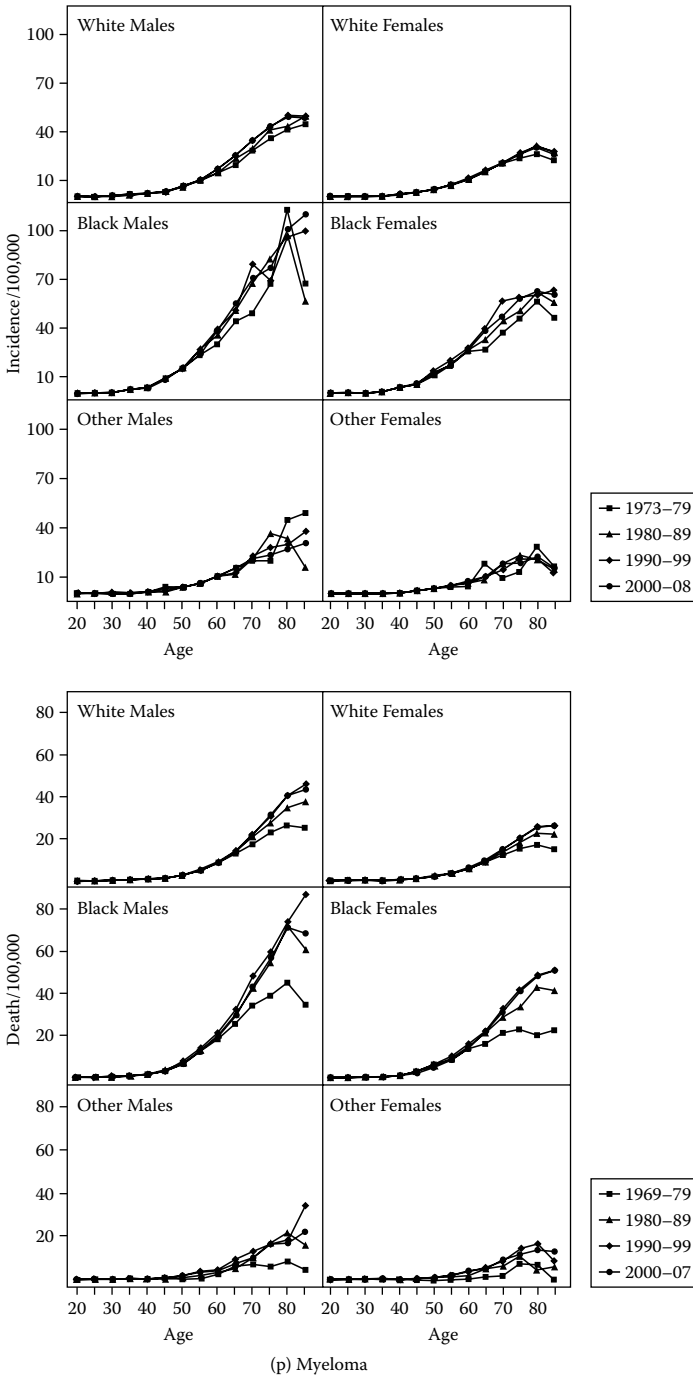 White Males
White Females
100
70
40
10
Black Males
Black Females
100
70
40
10
Other Males
Other Females
100
70
40
10
Incidence/100,000
20 30 40 50 60 70 80
20 30 40 50 60 70 80
Age
Age
1973–79
1980–89
1990–99
2000–08
White Males
White Females
80
60
40
20
Black Males
Black Females
80
60
40
20
Other Males
Other Females
80
60
40
20
Death/100,000
20 30 40 50 60 70 80
20 30 40 50 60 70 80
Age
Age
1969–79
1980–89
1990–99
2000–07
(p) Myeloma